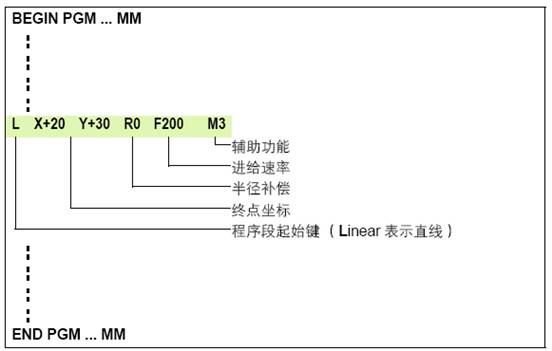 BEGIN PGM ... MM
L X+20 Y+30 R0 F200 M3
辅助功能
进给速率
半径补偿
终点坐标
程序段起始键（Linear 表示直线）
END PGM ... MM